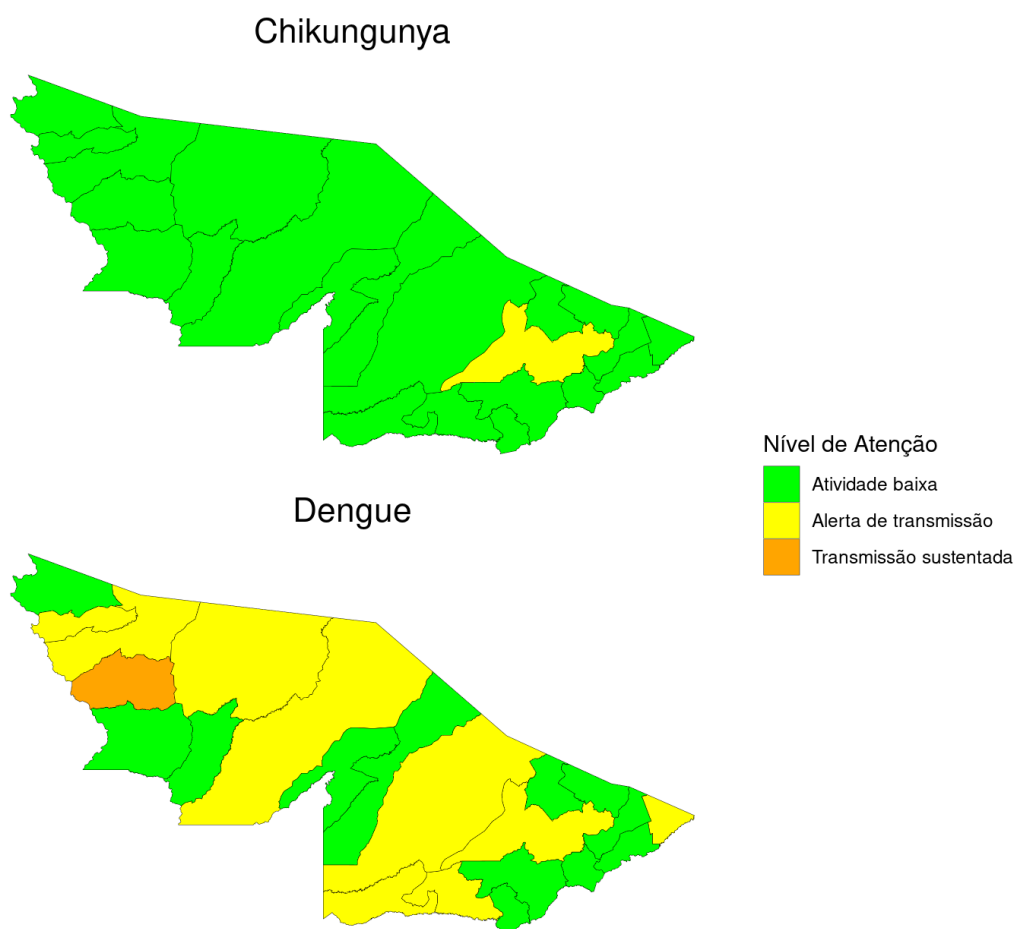 Chikungunya
Nível de Atenção
Atividade baixa
Alerta de transmissão
Transmissão sustentada
Dengue